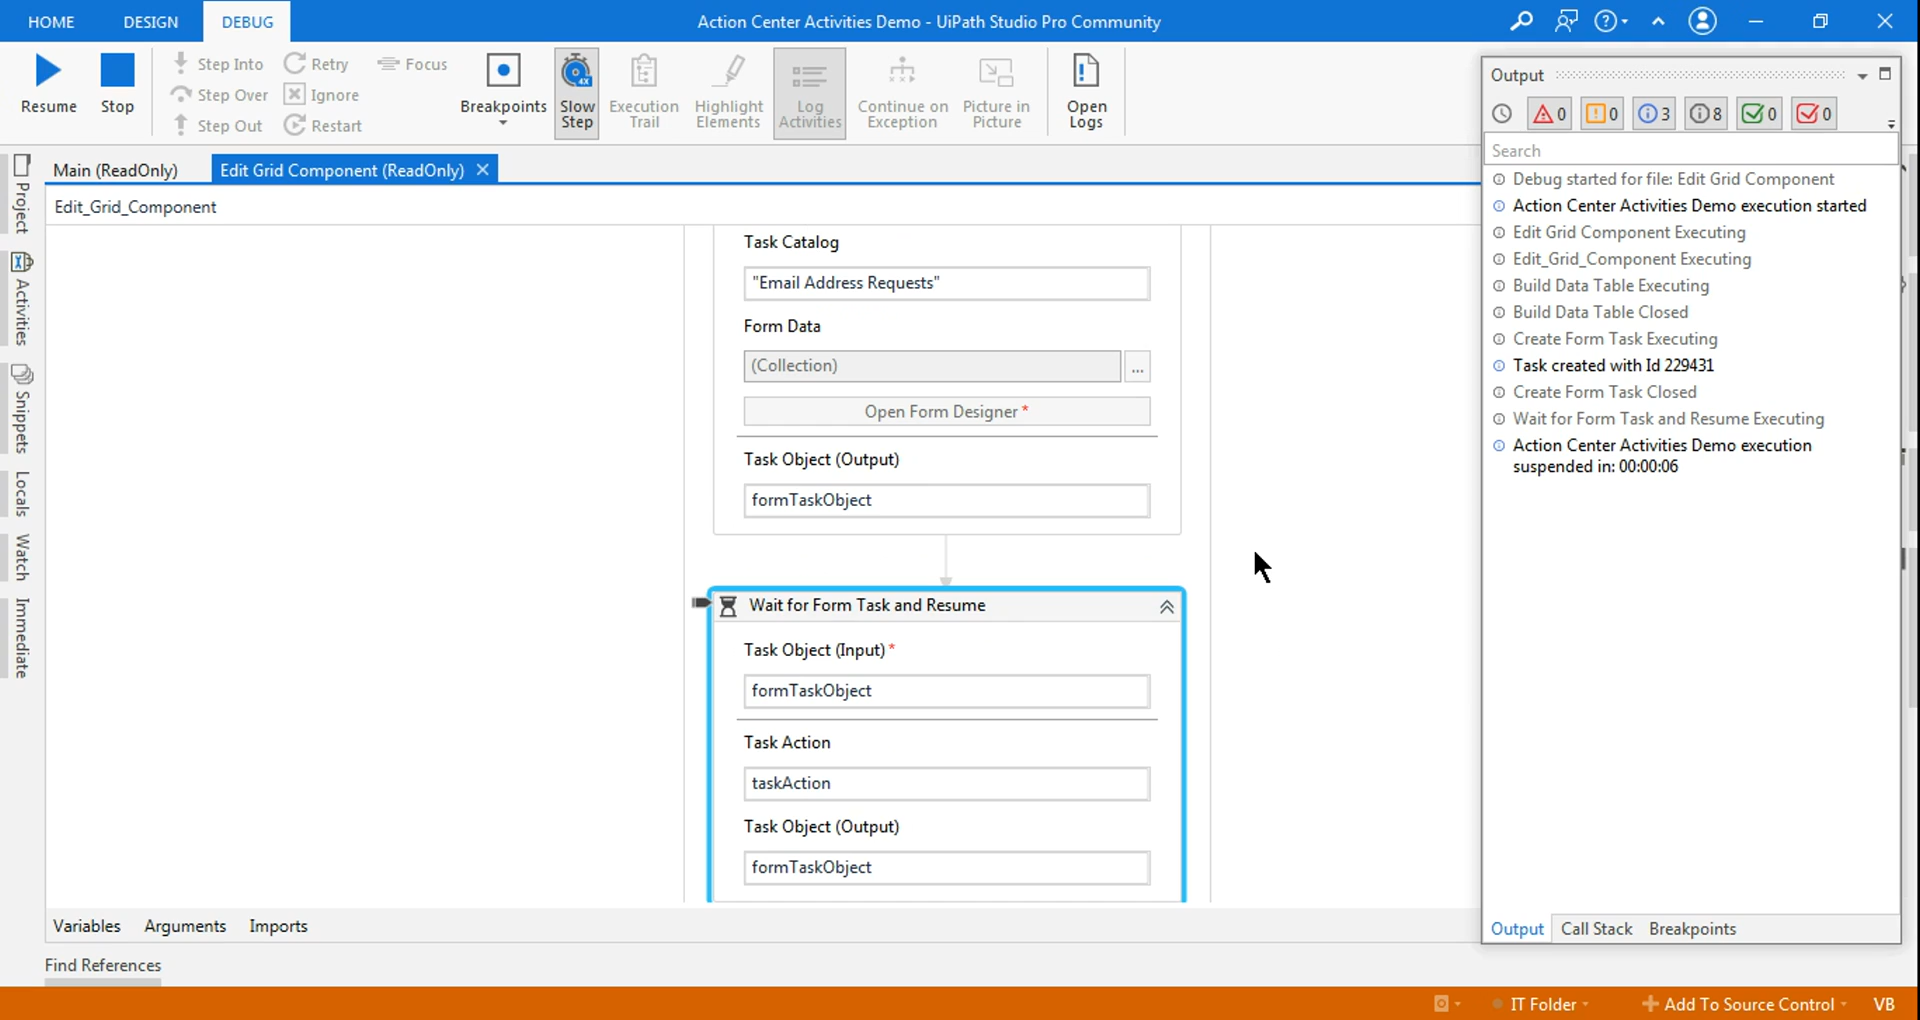 HOME
DESIGN
DEBUG
Action Center Activities Demo - UiPath Studio Pro Community
Resume
Stop
Step Into
Step Over
Step Out
Retry
Ignore
Restart
Focus
Breakpoints
Slow
Step
4X
Execution
Trail
Highlight
Elements
Log
Activities
Continue on
Exception
Picture in
Picture
Open
Logs
Main (ReadOnly)
Edit Grid Component (ReadOnly)
Edit_Grid_Component
Project
Activities
Snippets
Locals
Watch
Immediate
Task Catalog
"Email Address Requests"
Form Data
(Collection)
...
Open Form Designer *
Task Object (Output)
formTaskObject
Wait for Form Task and Resume
Task Object (Input) *
formTaskObject
Task Action
taskAction
Task Object (Output)
formTaskObject
Variables
Arguments
Imports
Find References
Output
0
0
3
8
0
0
Search
Debug started for file: Edit Grid Component
Action Center Activities Demo execution started
Edit Grid Component Executing
Edit_Grid_Component Executing
Build Data Table Executing
Build Data Table Closed
Create Form Task Executing
Task created with Id 229431
Create Form Task Closed
Wait for Form Task and Resume Executing
Action Center Activities Demo execution
suspended in: 00:00:06
Output
Call Stack
Breakpoints
IT Folder
Add To Source Control
VB